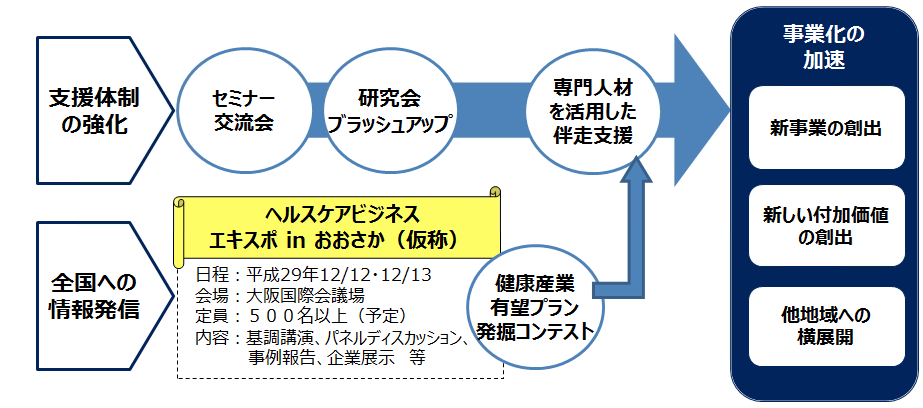 支援体制
の強化
セミナー
交流会
研究会
ブラッシュアップ
専門人材
を活用した
伴走支援
全国への
情報発信
ヘルスケアビジネス
エキスポ in おおさか（仮称）
日程：平成29年12/12・12/13
会場：大阪国際会議場
定員：５００名以上（予定）
内容：基調講演、パネルディスカッション、
事例報告、企業展示　等
健康産業
有望プラン
発掘コンテスト
事業化の
加速
新事業の創出
新しい付加価値
の創出
他地域への
横展開